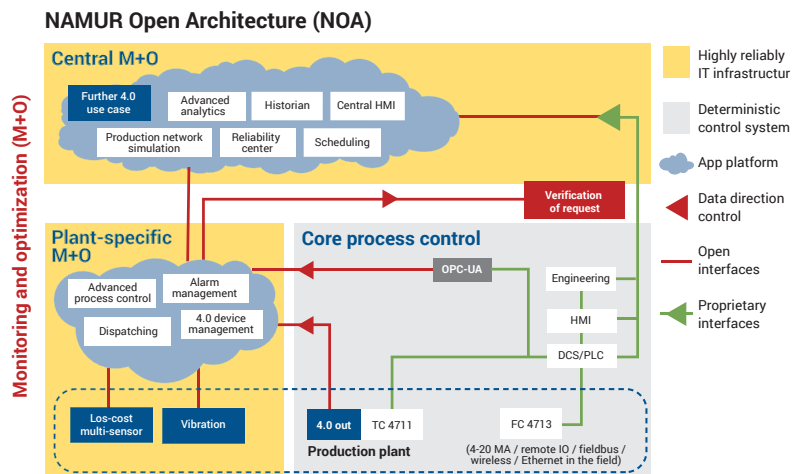 NAMUR Open Architecture (NOA)
Monitoring and optimization (M+O)
Central M+O
Further 4.0
use case
Advanced
analytics
Historian
Central HMI
Production network
simulation
Reliability
center
Scheduling
Verification
of request
Plant-specific
M+O
Advanced
process control
Alarm
management
Dispatching
4.0 device
management
Los-cost
multi-sensor
Vibration
Core process control
OPC-UA
Engineering
HMI
DCS/PLC
4.0 out
TC 4711
FC 4713
Production plant
(4-20 MA / remote IO / fieldbus /
wireless / Ethernet in the field)
Highly reliably
IT infrastructur
Deterministic
control system
App platform
Data direction
control
Open
interfaces
Proprietary
interfaces